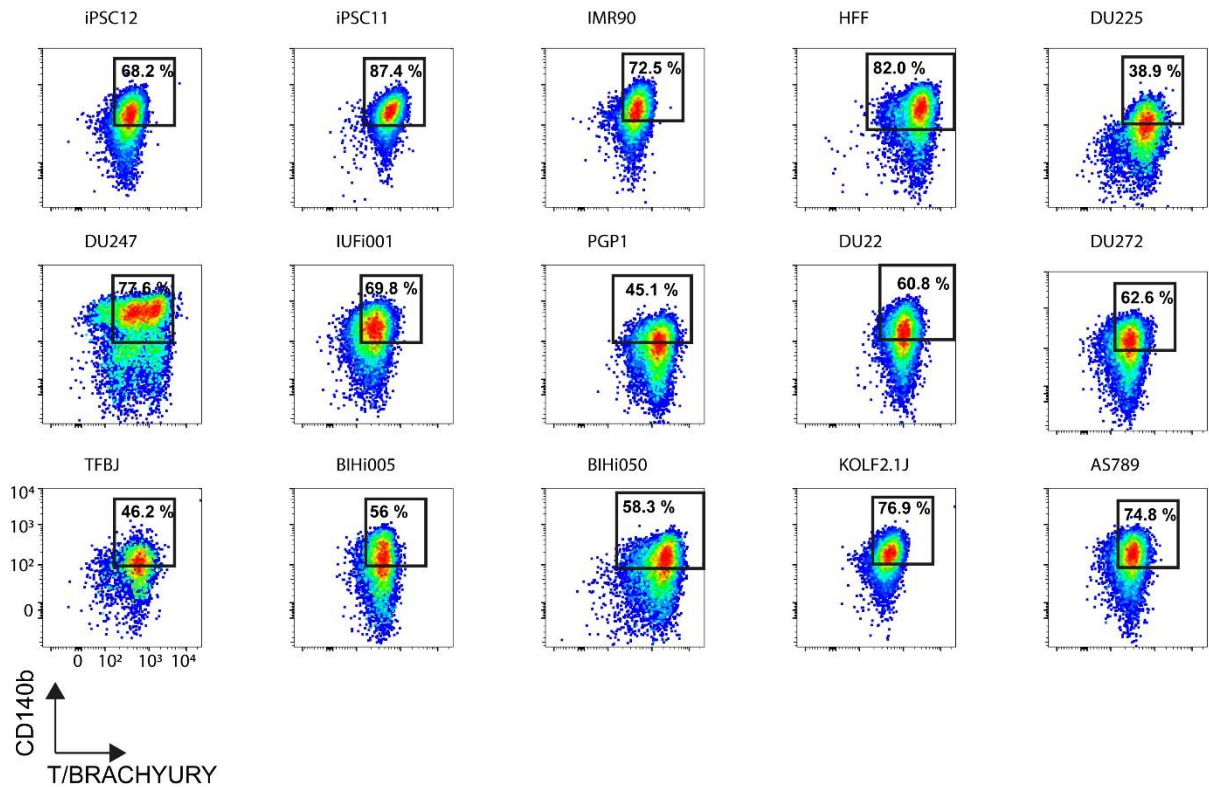 iPSC12 iPSC11 IMR90 HFF DU225
68.2 % 87.4 % 72.5 % 82.0 % 38.9 %
DU247 IUFi001 PGP1 DU22 DU272
77.6 % 69.8 % 45.1 % 60.8 % 62.6 %
TFBJ BIHi005 BIHi050 KOLF2.1J AS789
10⁴
46.2 % 56 % 58.3 % 76.9 % 74.8 %
10³
10²
0
0 10² 10³ 10⁴
CD140b
T/BRACHYURY